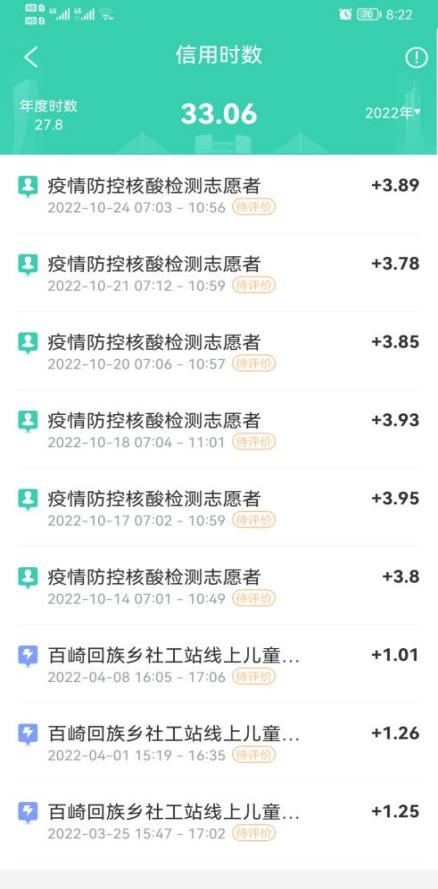 HD 1 4G 4G 70 8:22
HD 2
信用时数
年度时数
27.8
33.06
2022年
疫情防控核酸检测志愿者 +3.89
2022-10-24 07:03 - 10:56 待评价
疫情防控核酸检测志愿者 +3.78
2022-10-21 07:12 - 10:59 待评价
疫情防控核酸检测志愿者 +3.85
2022-10-20 07:06 - 10:57 待评价
疫情防控核酸检测志愿者 +3.93
2022-10-18 07:04 - 11:01 待评价
疫情防控核酸检测志愿者 +3.95
2022-10-17 07:02 - 10:59 待评价
疫情防控核酸检测志愿者 +3.8
2022-10-14 07:01 - 10:49 待评价
百崎回族乡社工站线上儿童... +1.01
2022-04-08 16:05 - 17:06 待评价
百崎回族乡社工站线上儿童... +1.26
2022-04-01 15:19 - 16:35 待评价
百崎回族乡社工站线上儿童... +1.25
2022-03-25 15:47 - 17:02 待评价